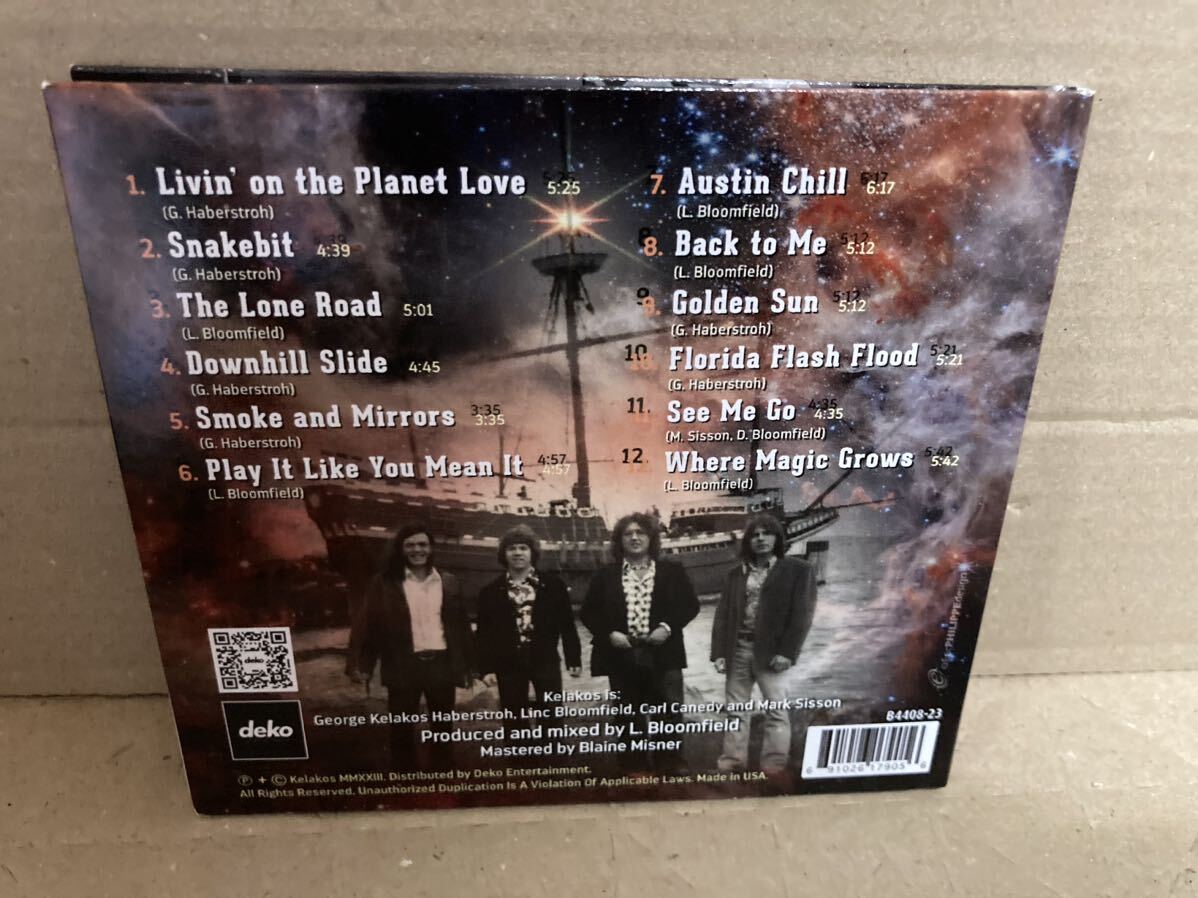 1. Livin' on the Planet Love 5:25
(G. Haberstroh)
2. Snakebit 4:39
(G. Haberstroh)
3. The Lone Road 5:01
(L. Bloomfield)
4. Downhill Slide 4:45
(G. Haberstroh)
5. Smoke and Mirrors 3:35
(G. Haberstroh)
6. Play It Like You Mean It 4:57
(L. Bloomfield)
7. Austin Chill 6:17
(L. Bloomfield)
8. Back to Me 5:12
(L. Bloomfield)
9. Golden Sun 5:12
(G. Haberstroh)
10. Florida Flash Flood 5:21
(G. Haberstroh)
11. See Me Go 4:35
(M. Sisson, D. Bloomfield)
12. Where Magic Grows 5:42
(L. Bloomfield)
deko
deko
Kelakos is:
George Kelakos Haberstroh, Linc Bloomfield, Carl Canedy and Mark Sisson
Produced and mixed by L. Bloomfield
Mastered by Blaine Misner
℗ + © Kelakos MMXXIII. Distributed by Deko Entertainment.
All Rights Reserved. Unauthorized Duplication Is A Violation Of Applicable Laws. Made in USA.
84408-23
6 91026 17905 6
PHILIPPEdesign